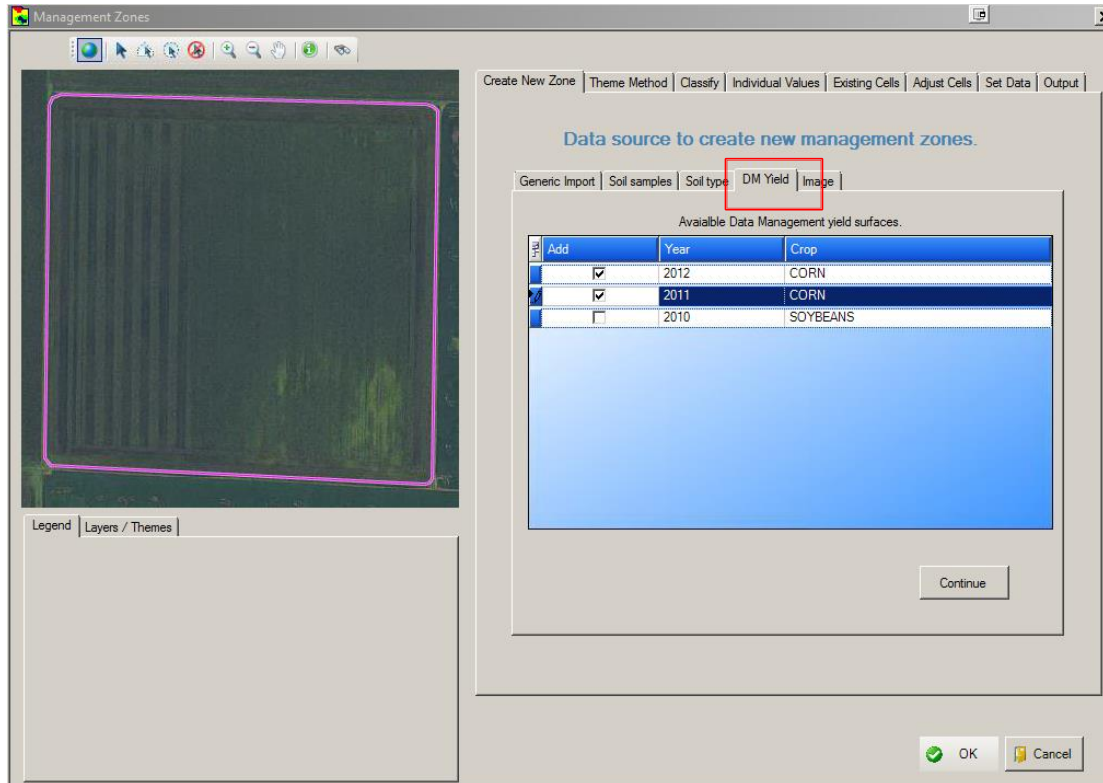 Management Zones
Create New Zone Theme Method Classify Individual Values Existing Cells Adjust Cells Set Data Output
Data source to create new management zones.
Generic Import Soil samples Soil type DM Yield Image
Avaialble Data Management yield surfaces.
Add Year Crop
2012 CORN
2011 CORN
2010 SOYBEANS
Continue
Legend Layers / Themes
OK Cancel